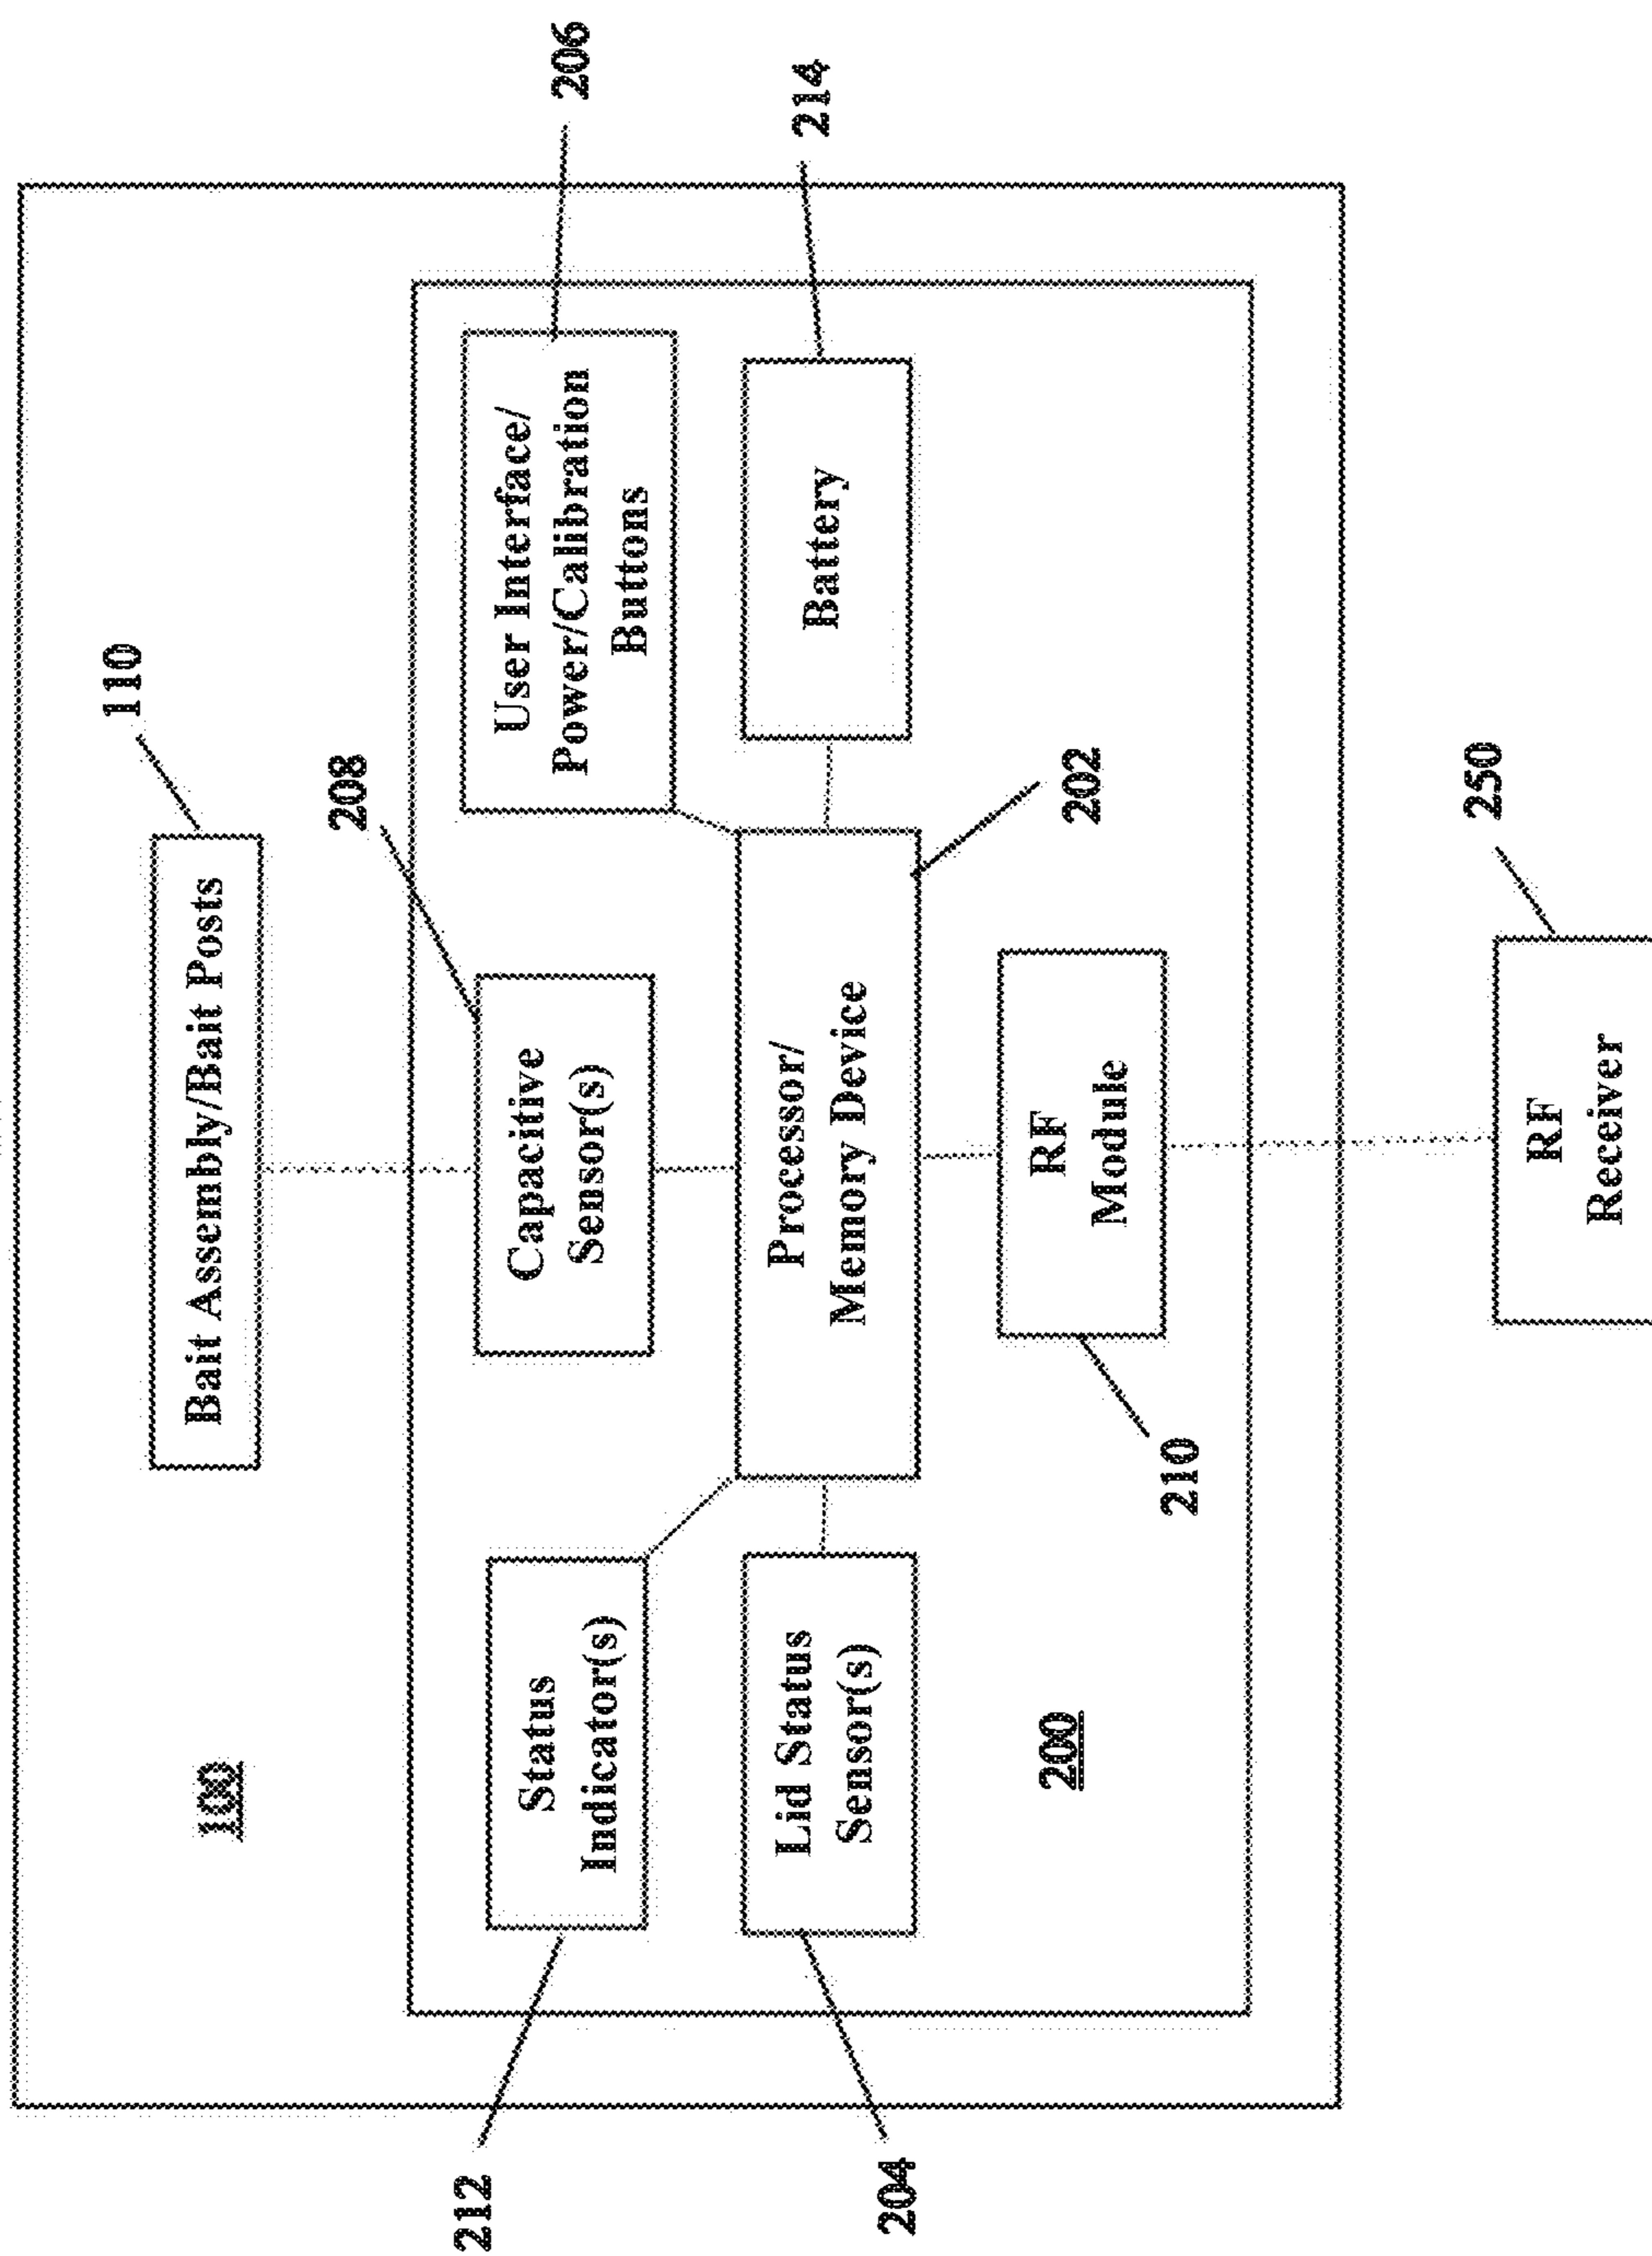 110
Bait Assembly/Bait Posts
100
206
208
User Interface/
Power/Calibration
Buttons
Capacitive
Sensor(s)
Status
Indicator(s)
212
214
Battery
Processor/
Memory Device
Lid Status
Sensor(s)
204
202
RF
Module
210
200
250
RF
Receiver